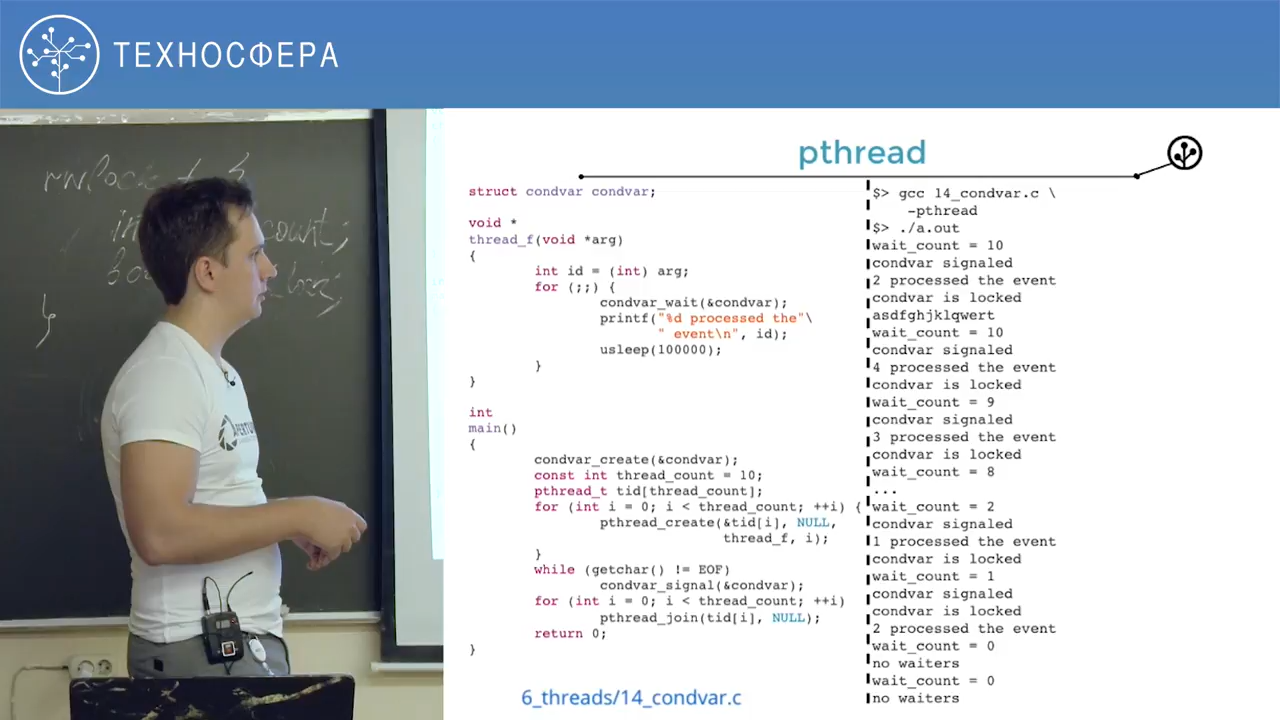 ТЕХНОСФЕРА
rwlock
{
in
count;
}
pthread
struct condvar condvar;
void *
thread_f(void *arg)
{
int id = (int) arg;
for (;;) {
condvar_wait(&condvar);
printf("%d processed the"\
" event\n", id);
usleep(100000);
}
}
int
main()
{
condvar_create(&condvar);
const int thread_count = 10;
pthread_t tid[thread_count];
for (int i = 0; i < thread_count; ++i) {
pthread_create(&tid[i], NULL,
thread_f, i);
}
while (getchar() != EOF)
condvar_signal(&condvar);
for (int i = 0; i < thread_count; ++i)
pthread_join(tid[i], NULL);
return 0;
}
6_threads/14_condvar.c
$> gcc 14_condvar.c \
-pthread
$> ./a.out
wait_count = 10
condvar signaled
2 processed the event
condvar is locked
asdfghjklqwert
wait_count = 10
condvar signaled
4 processed the event
condvar is locked
wait_count = 9
condvar signaled
3 processed the event
condvar is locked
wait_count = 8
...
wait_count = 2
condvar signaled
1 processed the event
condvar is locked
wait_count = 1
condvar signaled
condvar is locked
2 processed the event
wait_count = 0
no waiters
wait_count = 0
no waiters